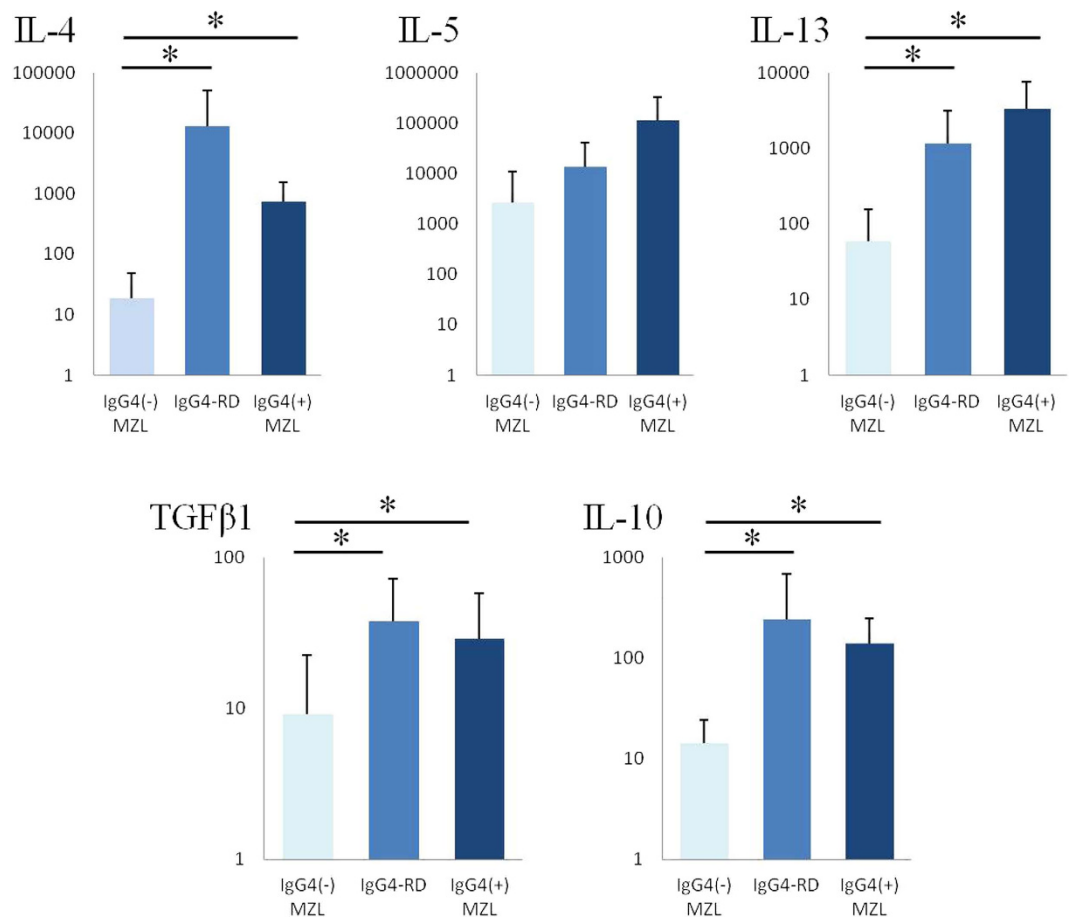 IL-4
*
*
100000
10000
1000
100
10
1
IgG4(-) MZL
IgG4-RD
IgG4(+) MZL
IL-5
1000000
100000
10000
1000
100
10
1
IgG4(-) MZL
IgG4-RD
IgG4(+) MZL
IL-13
*
*
10000
1000
100
10
1
IgG4(-) MZL
IgG4-RD
IgG4(+) MZL
TGFβ1
*
*
100
10
1
IgG4(-) MZL
IgG4-RD
IgG4(+) MZL
IL-10
*
*
1000
100
10
1
IgG4(-) MZL
IgG4-RD
IgG4(+) MZL